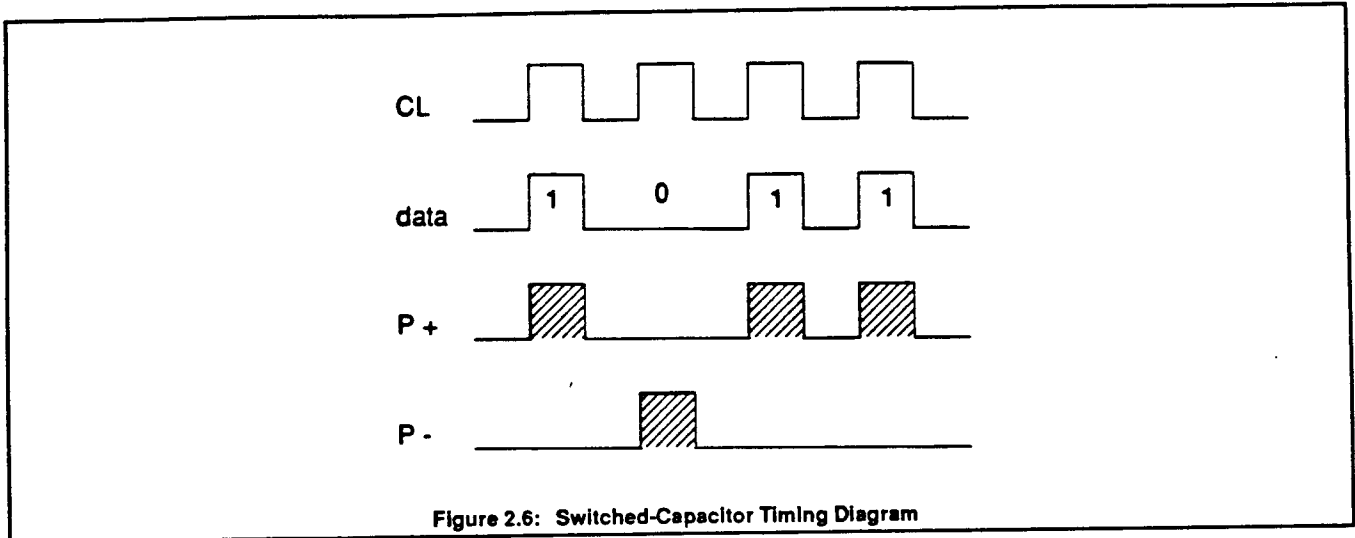 CL
data 1 0 1 1
P +
P -
Figure 2.6: Switched-Capacitor Timing Diagram